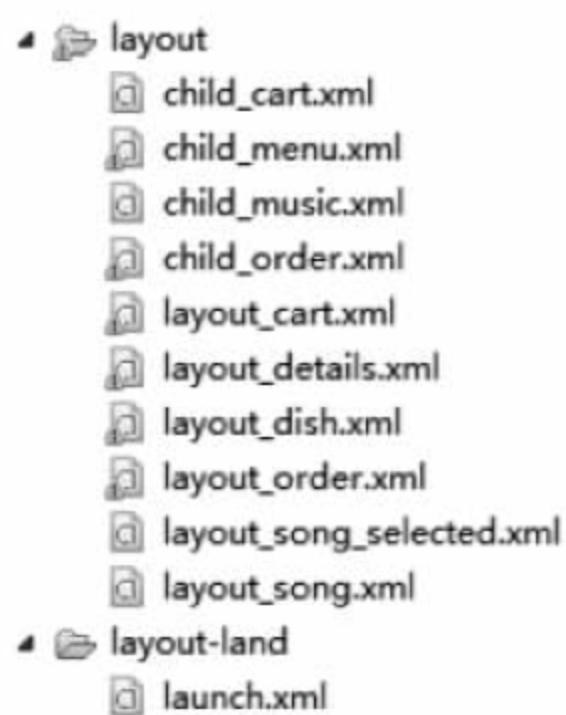 layout
child_cart.xml
child_menu.xml
child_music.xml
child_order.xml
layout_cart.xml
layout_details.xml
layout_dish.xml
layout_order.xml
layout_song_selected.xml
layout_song.xml
layout-land
launch.xml